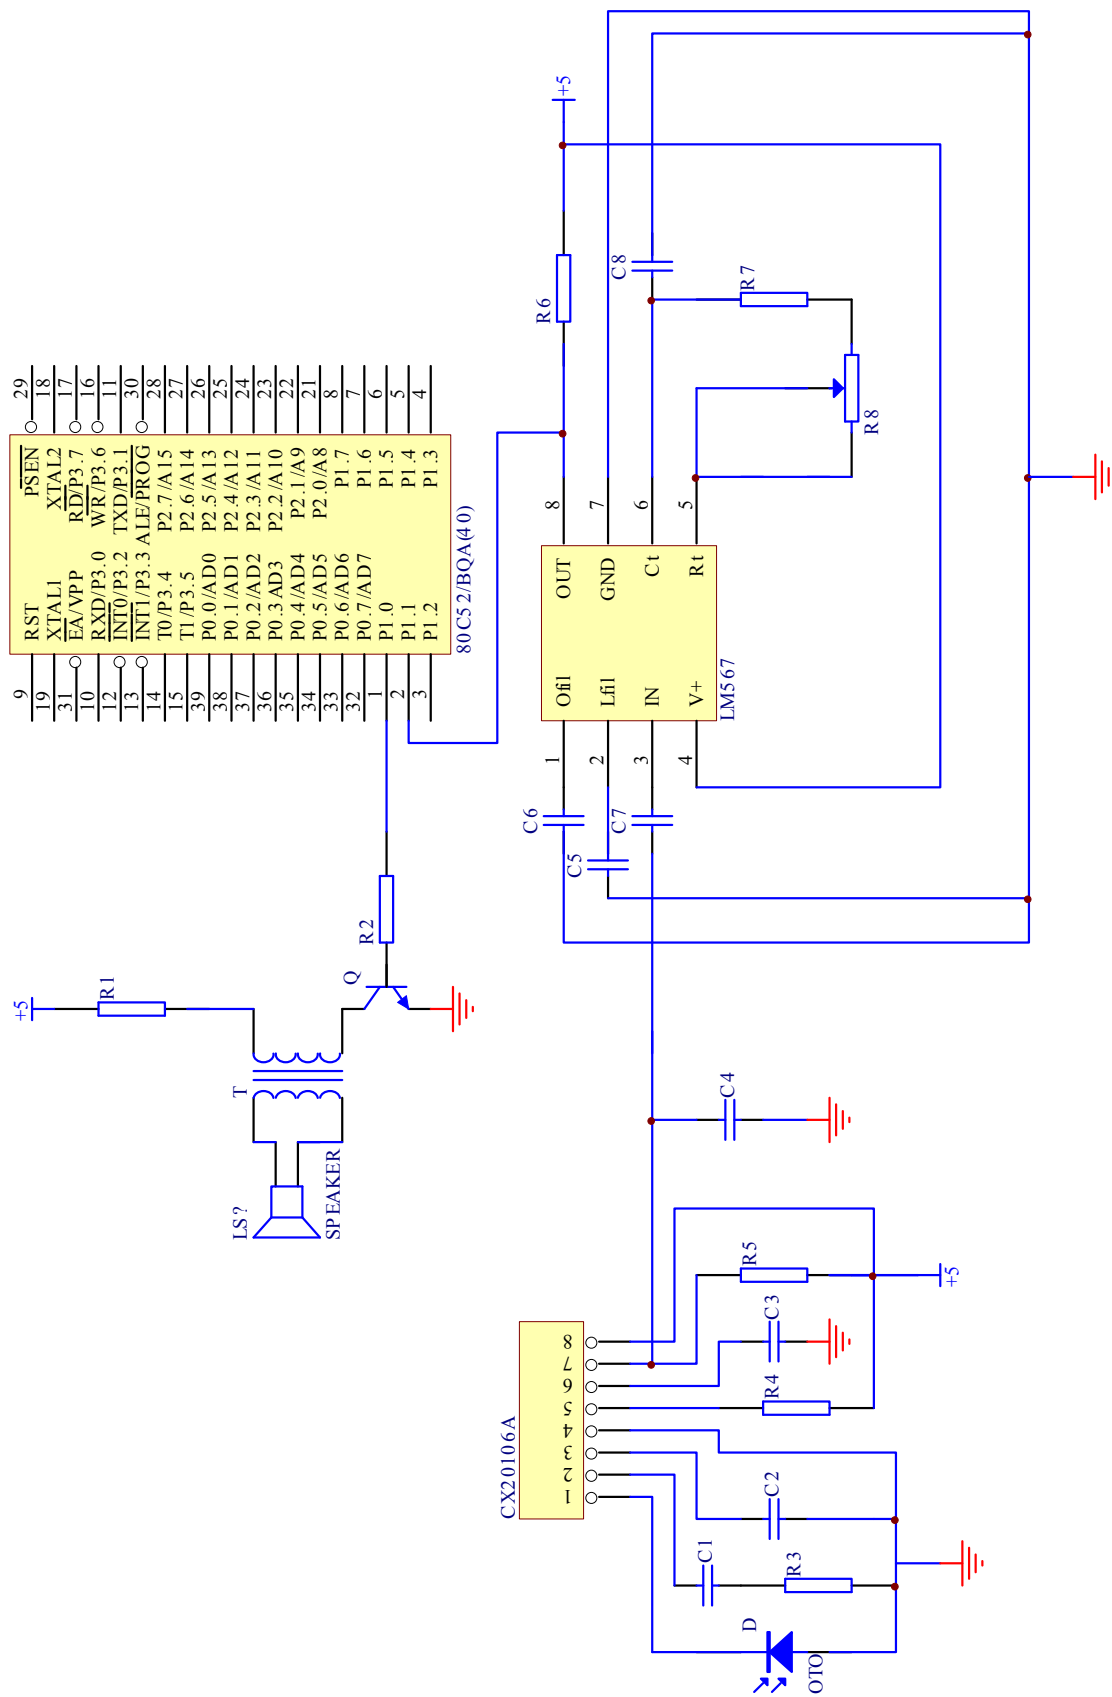 29
18
17
16
11
30
28
27
26
25
24
23
22
21
8
7
6
5
4
PSEN
XTAL2
RD/P3.7
WR/P3.6
TXD/P3.1
ALE/PROG
P2.7/A15
P2.6/A14
P2.5/A13
P2.4/A12
P2.3/A11
P2.2/A10
P2.1/A9
P2.0/A8
P1.7
P1.6
P1.5
P1.4
P1.3
RST
XTAL1
EA/VPP
RXD/P3.0
INT0/P3.2
INT1/P3.3
T0/P3.4
T1/P3.5
P0.0/AD0
P0.1/AD1
P0.2/AD2
P0.3 AD3
P0.4/AD4
P0.5/AD5
P0.6/AD6
P0.7/AD7
P1.0
P1.1
P1.2
9
19
31
10
12
13
14
15
39
38
37
36
35
34
33
32
1
2
3
80C52/BQA(40)
+5
R6
C8
R7
R8
8
7
6
5
OUT
GND
Ct
Rt
Ofil
Lfil
IN
V+
LM567
1
2
3
4
C6
C5
C7
R2
Q
+5
R1
T
LS?
SPEAKER
C4
R5
C3
R4
+5
CX20106A
8
7
6
5
4
3
2
1
C2
C1
R3
D
OTO